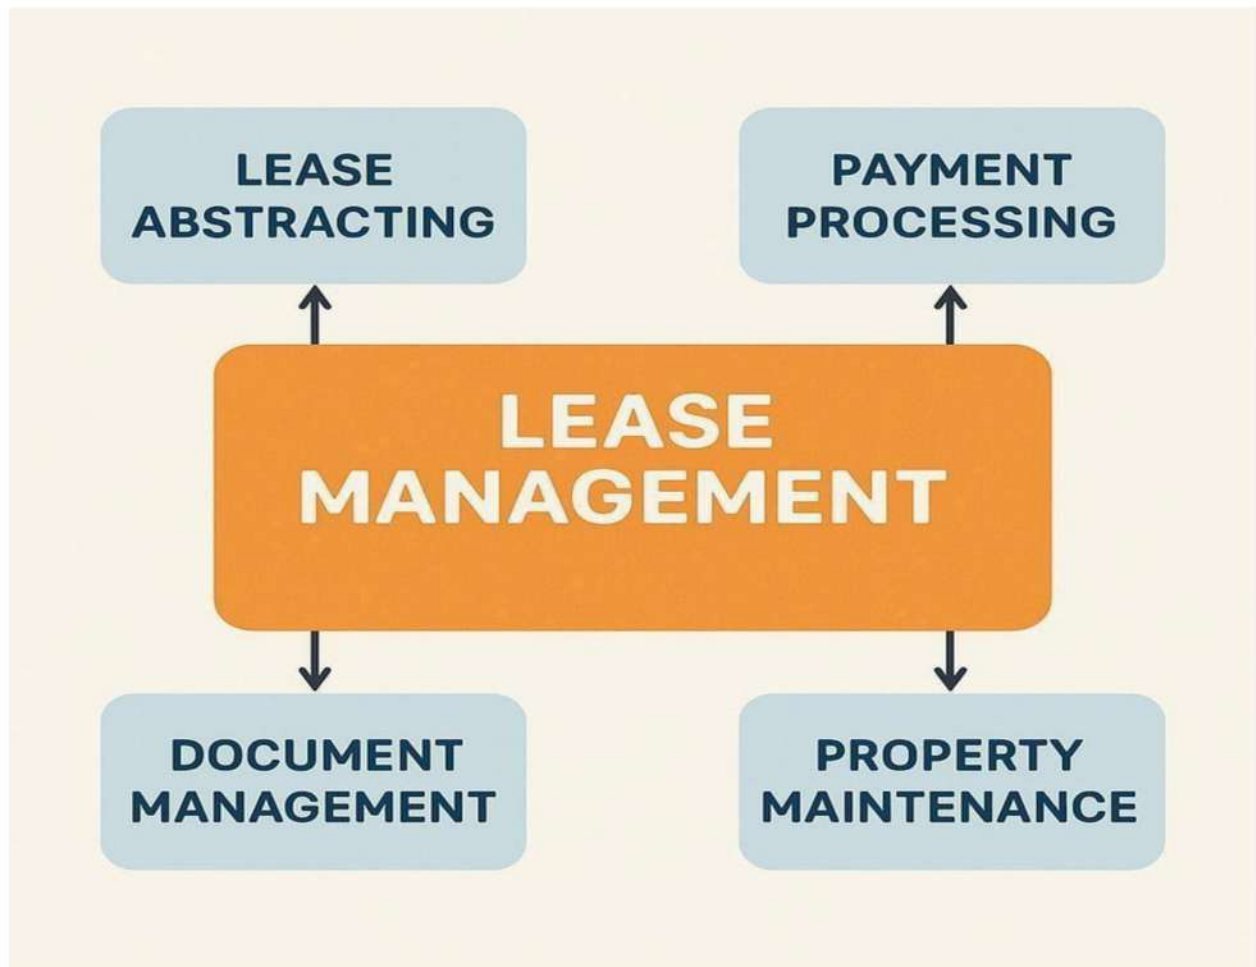 LEASE
ABSTRACTING
PAYMENT
PROCESSING
LEASE
MANAGEMENT
DOCUMENT
MANAGEMENT
PROPERTY
MAINTENANCE